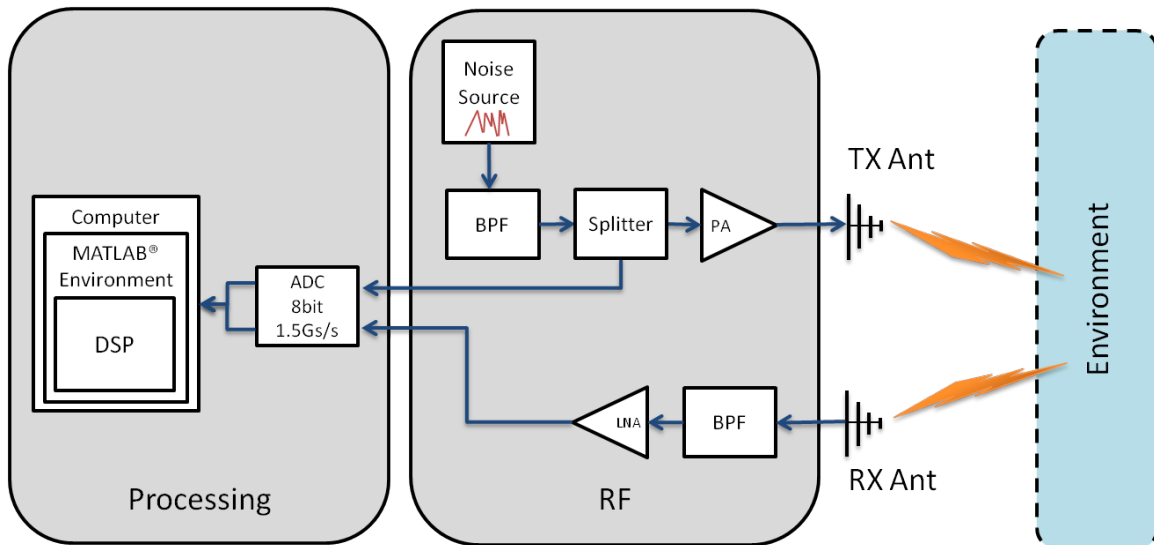 Noise
Source
TX Ant
BPF
Splitter
PA
Computer
MATLAB®
Environment
DSP
ADC
8bit
1.5Gs/s
Environment
LNA
BPF
RX Ant
Processing
RF